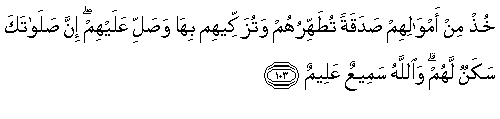 خُذْ مِنْ أَمْوَٰلِهِمْ صَدَقَةً تُطَهِّرُهُمْ وَتُزَكِّيهِم بِهَا وَصَلِّ عَلَيْهِمْ ۖ إِنَّ صَلَوٰتَكَ
سَكَنٌ لَّهُمْ ۗ وَٱللَّهُ سَمِيعٌ عَلِيمٌ ١٠٣